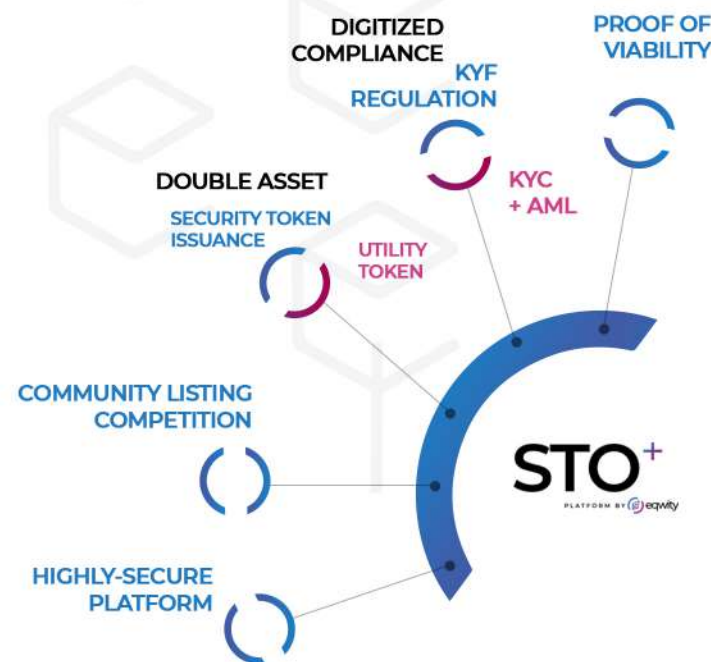 DIGITIZED
COMPLIANCE
KYF
REGULATION
PROOF OF
VIABILITY
KYC
+ AML
DOUBLE ASSET
SECURITY TOKEN
ISSUANCE
UTILITY
TOKEN
COMMUNITY LISTING
COMPETITION
STO+
PLATFORM BY eqwity
HIGHLY-SECURE
PLATFORM